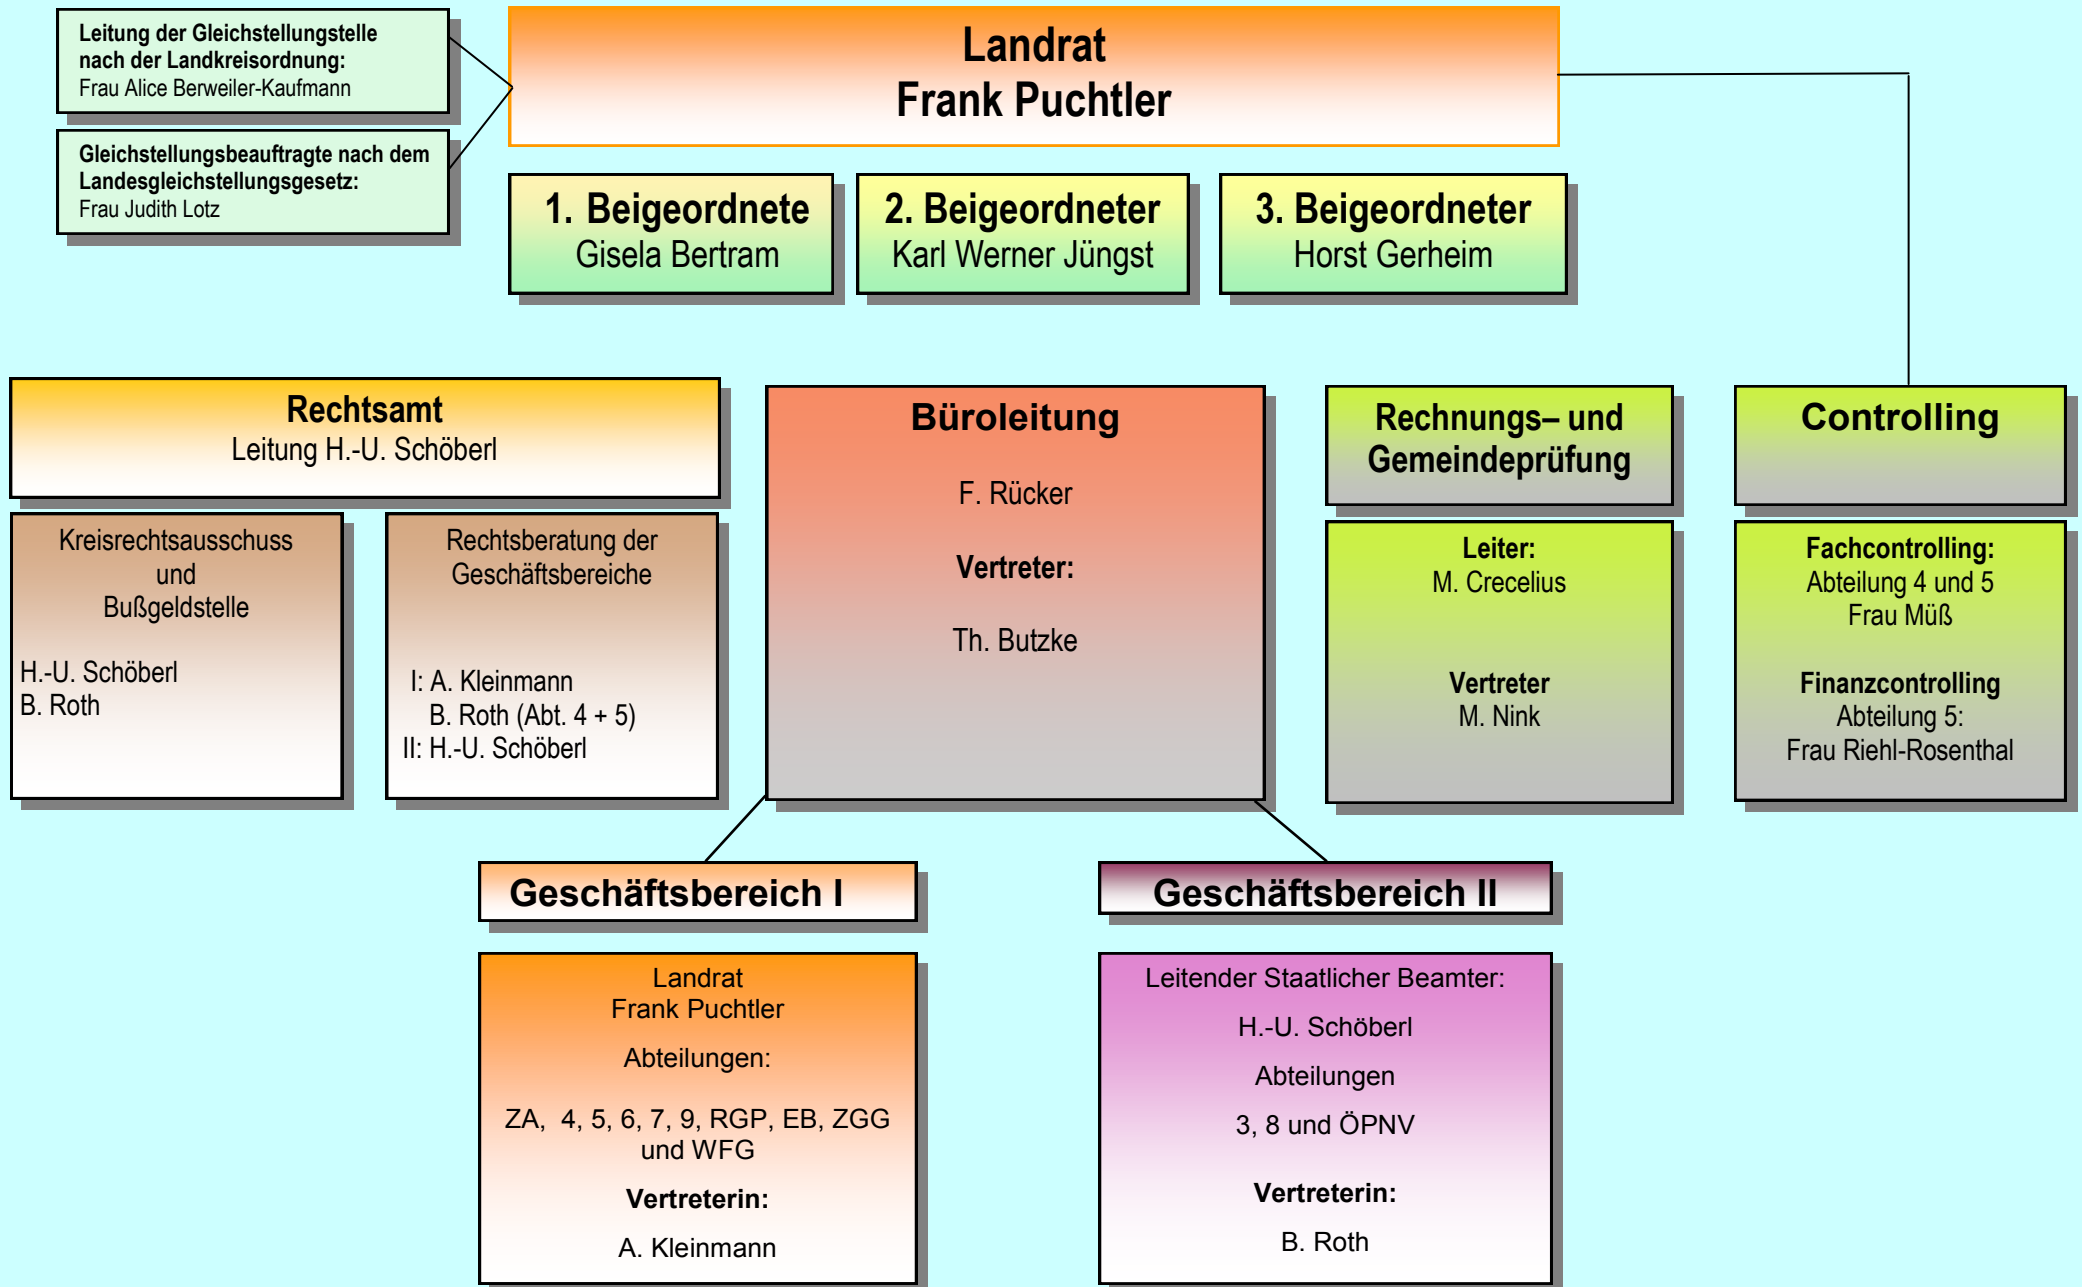 Leitung der Gleichstellungstelle
nach der Landkreisordnung:
Frau Alice Berweiler-Kaufmann
Gleichstellungsbeauftragte nach dem
Landesgleichstellungsgesetz:
Frau Judith Lotz
Landrat
Frank Puchtler
1. Beigeordnete
Gisela Bertram
2. Beigeordneter
Karl Werner Jüngst
3. Beigeordneter
Horst Gerheim
Rechtsamt
Leitung H.-U. Schöberl
Kreisrechtsausschuss
und
Bußgeldstelle
H.-U. Schöberl
B. Roth
Rechtsberatung der
Geschäftsbereiche
I: A. Kleinmann
B. Roth (Abt. 4 + 5)
II: H.-U. Schöberl
Büroleitung
F. Rücker
Vertreter:
Th. Butzke
Rechnungs– und
Gemeindeprüfung
Leiter:
M. Crecelius
Vertreter
M. Nink
Controlling
Fachcontrolling:
Abteilung 4 und 5
Frau Müß
Finanzcontrolling
Abteilung 5:
Frau Riehl-Rosenthal
Geschäftsbereich I
Landrat
Frank Puchtler
Abteilungen:
ZA, 4, 5, 6, 7, 9, RGP, EB, ZGG
und WFG
Vertreterin:
A. Kleinmann
Geschäftsbereich II
Leitender Staatlicher Beamter:
H.-U. Schöberl
Abteilungen
3, 8 und ÖPNV
Vertreterin:
B. Roth